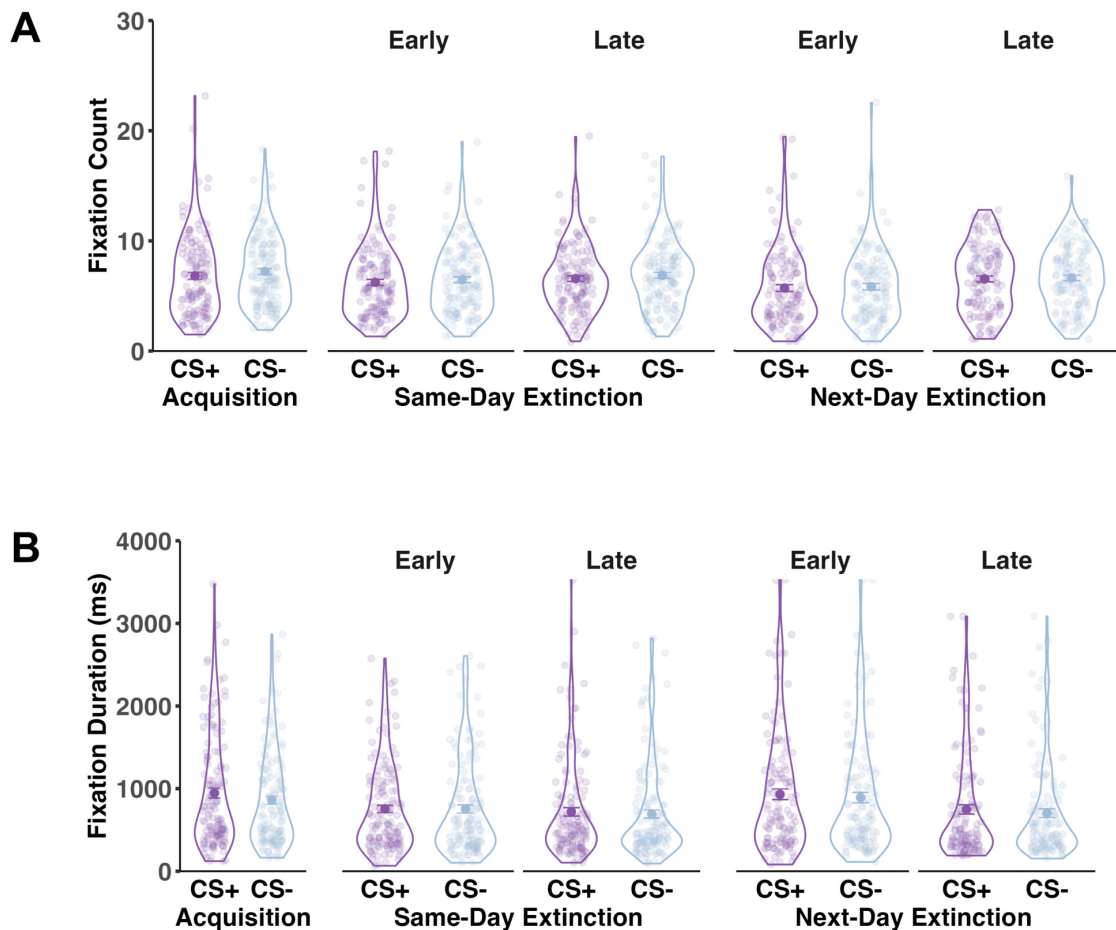 A
Fixation Count
30
20
10
0
Early Late Early Late
CS+ CS- CS+ CS- CS+ CS- CS+ CS- CS+ CS-
Acquisition Same-Day Extinction Next-Day Extinction
B
Fixation Duration (ms)
4000
3000
2000
1000
0
Early Late Early Late
CS+ CS- CS+ CS- CS+ CS- CS+ CS- CS+ CS-
Acquisition Same-Day Extinction Next-Day Extinction